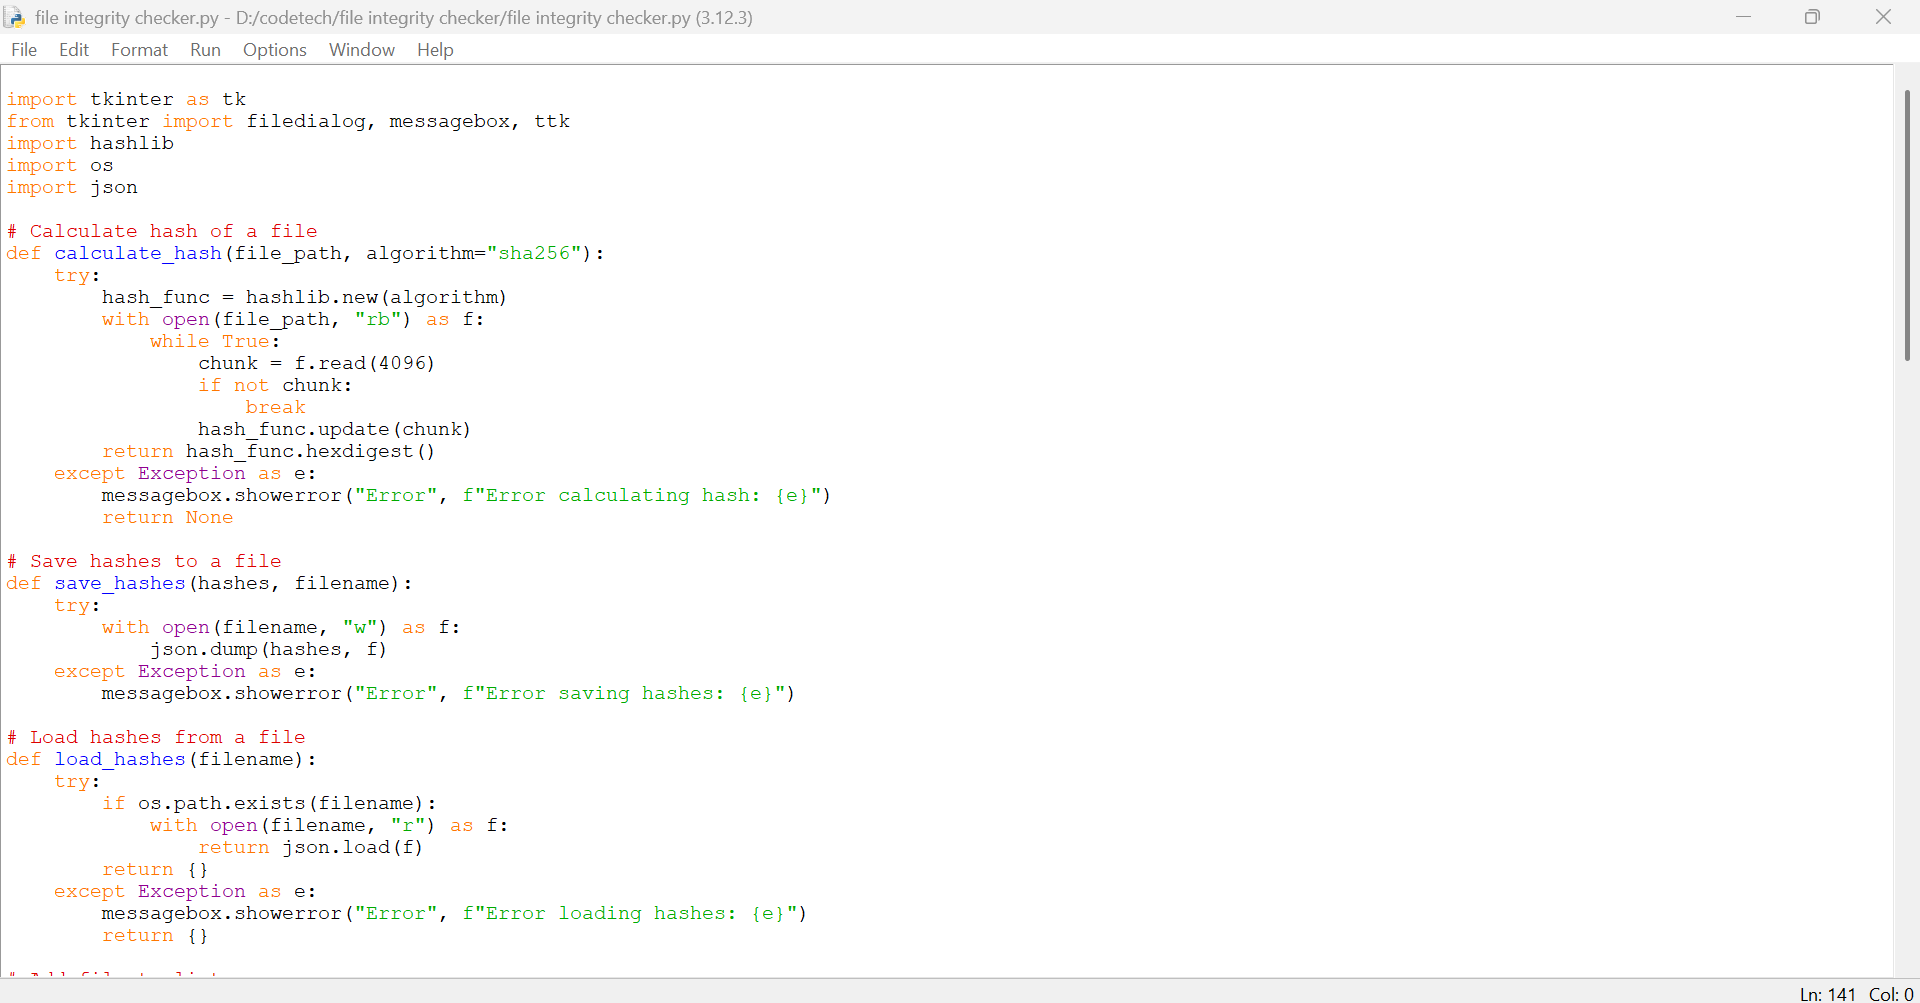 file integrity checker.py - D:/codetech/file integrity checker/file integrity checker.py (3.12.3)
File Edit Format Run Options Window Help
import tkinter as tk
from tkinter import filedialog, messagebox, ttk
import hashlib
import os
import json

# Calculate hash of a file
def calculate_hash(file_path, algorithm="sha256"):
    try:
        hash_func = hashlib.new(algorithm)
        with open(file_path, "rb") as f:
            while True:
                chunk = f.read(4096)
                if not chunk:
                    break
                hash_func.update(chunk)
        return hash_func.hexdigest()
    except Exception as e:
        messagebox.showerror("Error", f"Error calculating hash: {e}")
        return None

# Save hashes to a file
def save_hashes(hashes, filename):
    try:
        with open(filename, "w") as f:
            json.dump(hashes, f)
    except Exception as e:
        messagebox.showerror("Error", f"Error saving hashes: {e}")

# Load hashes from a file
def load_hashes(filename):
    try:
        if os.path.exists(filename):
            with open(filename, "r") as f:
                return json.load(f)
        return {}
    except Exception as e:
        messagebox.showerror("Error", f"Error loading hashes: {e}")
        return {}

Ln: 141 Col: 0